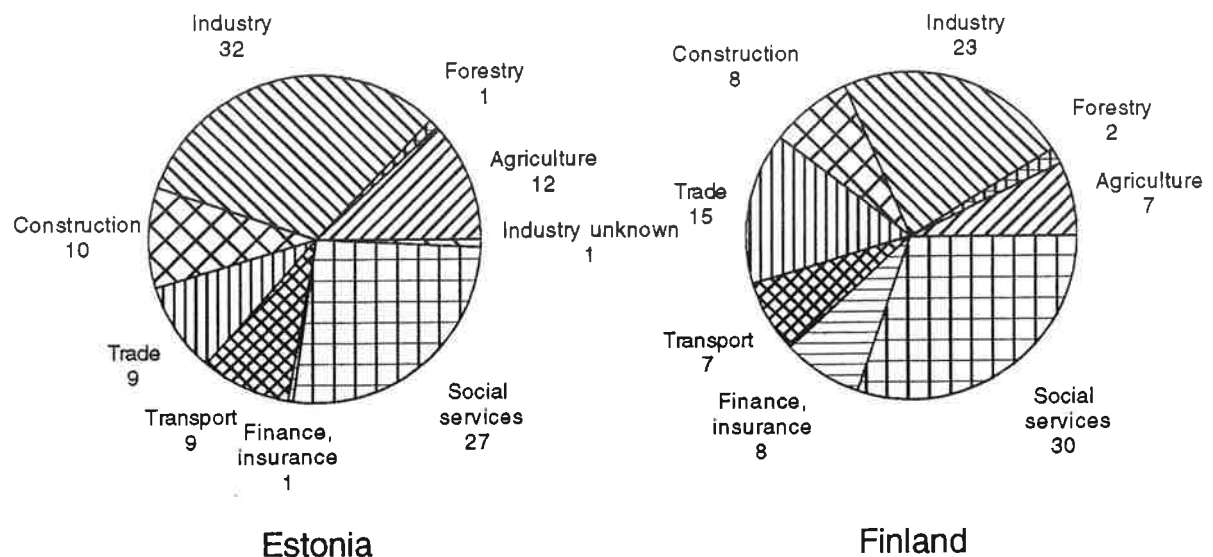 Industry
32
Forestry
1
Agriculture
12
Industry unknown
1
Construction
10
Trade
9
Transport
9
Finance,
insurance
1
Social
services
27
Estonia
Industry
23
Construction
8
Forestry
2
Agriculture
7
Trade
15
Transport
7
Finance,
insurance
8
Social
services
30
Finland